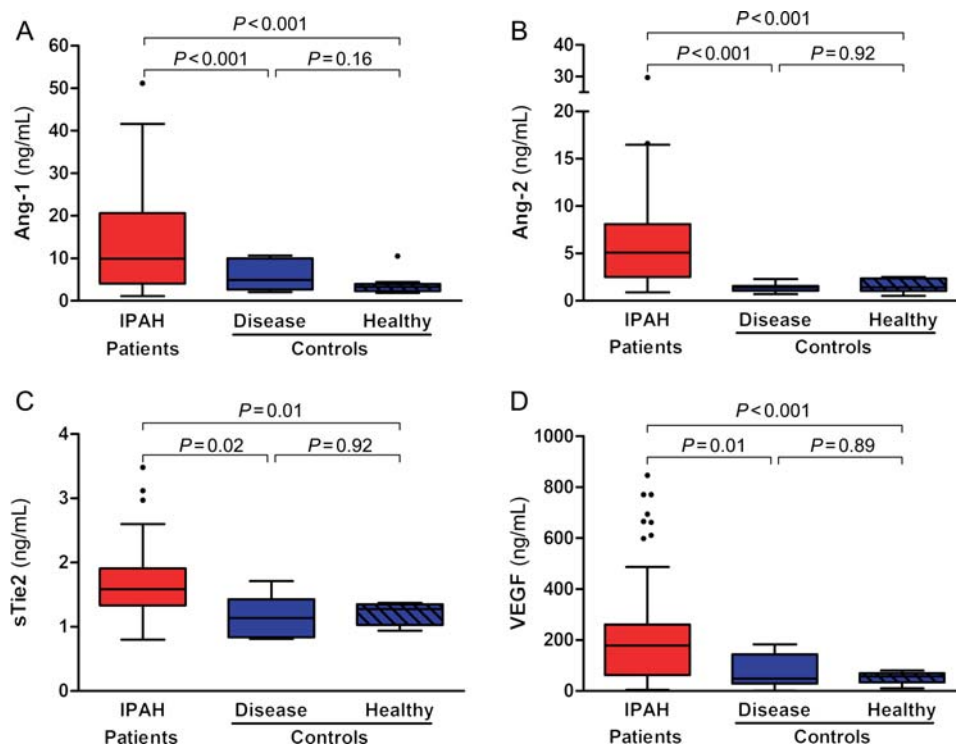 A
P<0.001
P<0.001
P=0.16
Ang-1 (ng/mL)
60
50
40
30
20
10
0
IPAH
Patients
Disease
Healthy
Controls
B
P<0.001
P<0.001
P=0.92
Ang-2 (ng/mL)
40
30
20
15
10
5
0
IPAH
Patients
Disease
Healthy
Controls
C
P=0.01
P=0.02
P=0.92
sTie2 (ng/mL)
4
3
2
1
0
IPAH
Patients
Disease
Healthy
Controls
D
P<0.001
P=0.01
P=0.89
VEGF (ng/mL)
1000
800
600
400
200
0
IPAH
Patients
Disease
Healthy
Controls